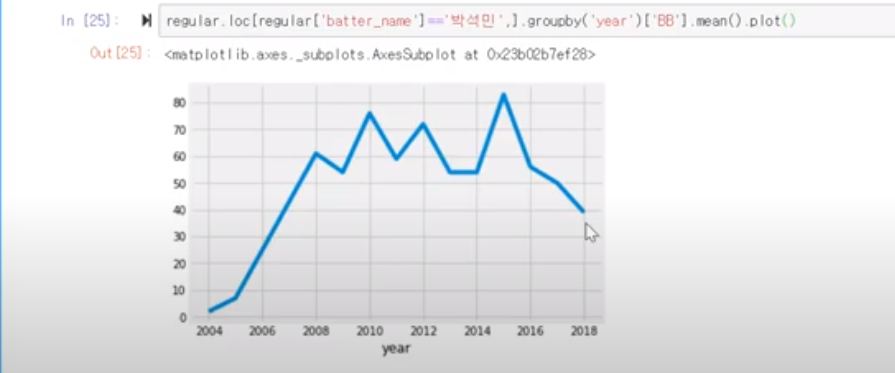 In [25]: regular.loc[regular['batter_name']=='박석민',].groupby('year')['BB'].mean().plot()
Out[25]: <matplotlib.axes._subplots.AxesSubplot at 0x23b02b7ef28>
80
70
60
50
40
30
20
10
0
2004 2006 2008 2010 2012 2014 2016 2018
year